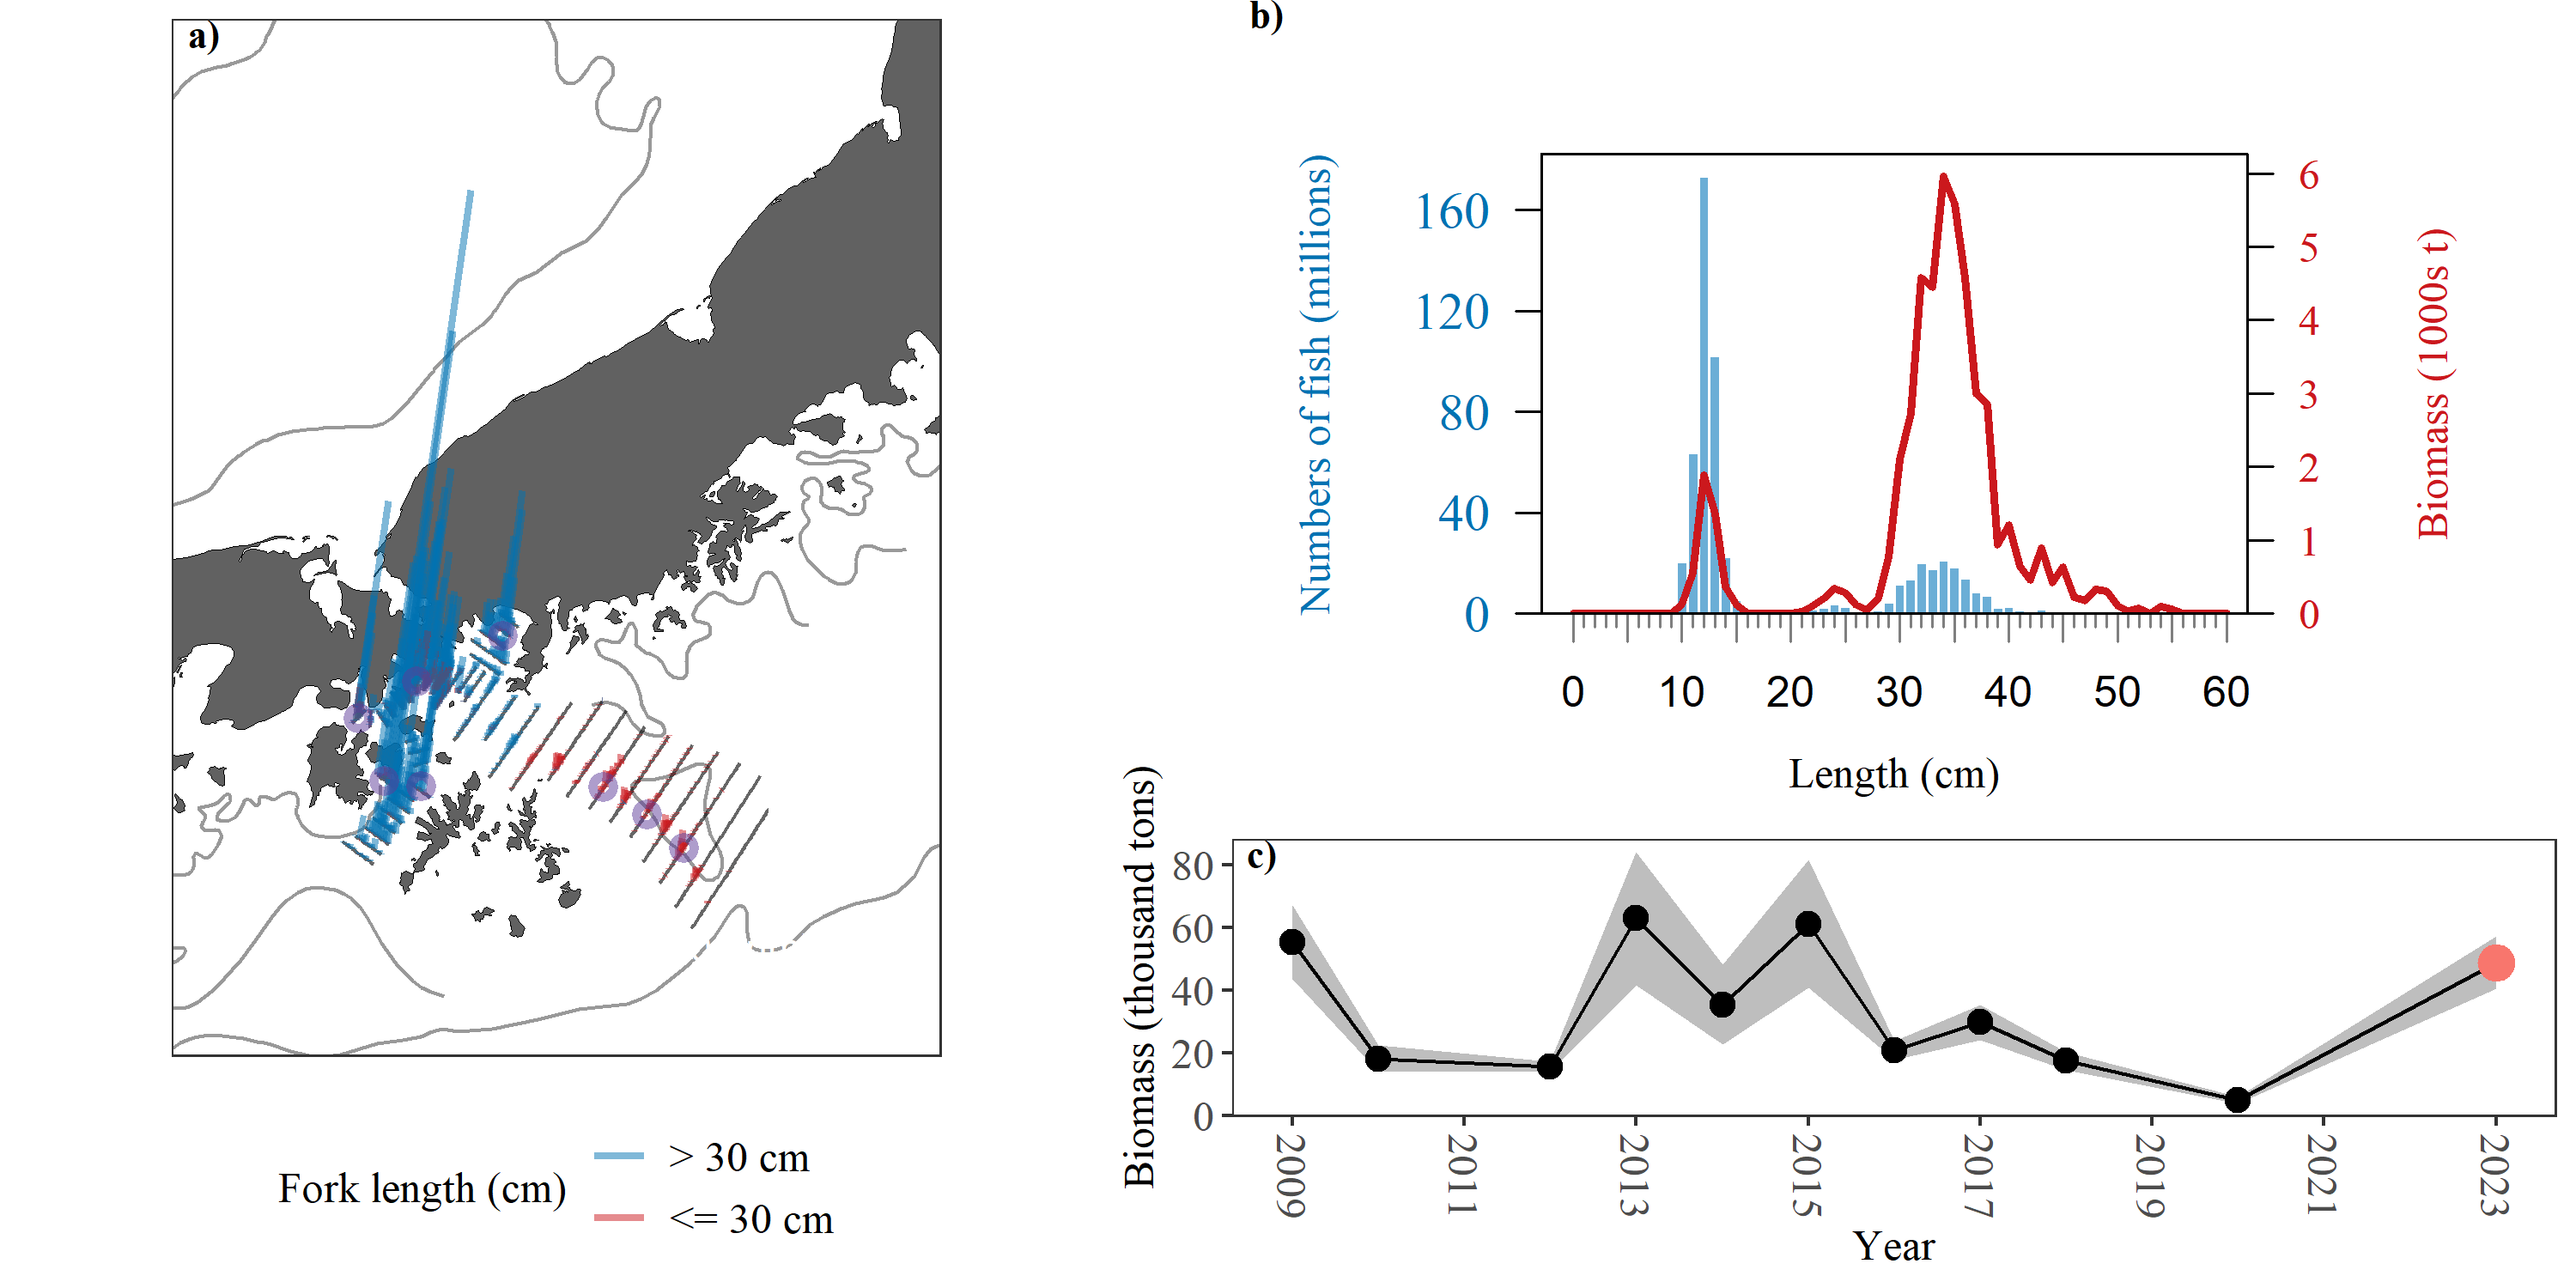 a)
Fork length (cm)
> 30 cm
<= 30 cm
b)
Numbers of fish (millions)
160
120
80
40
0
6
5
4
3
2
1
0
Biomass (1000s t)
0 10 20 30 40 50 60
Length (cm)
c)
Biomass (thousand tons)
80
60
40
20
0
2009 2011 2013 2015 2017 2019 2021 2023
Year